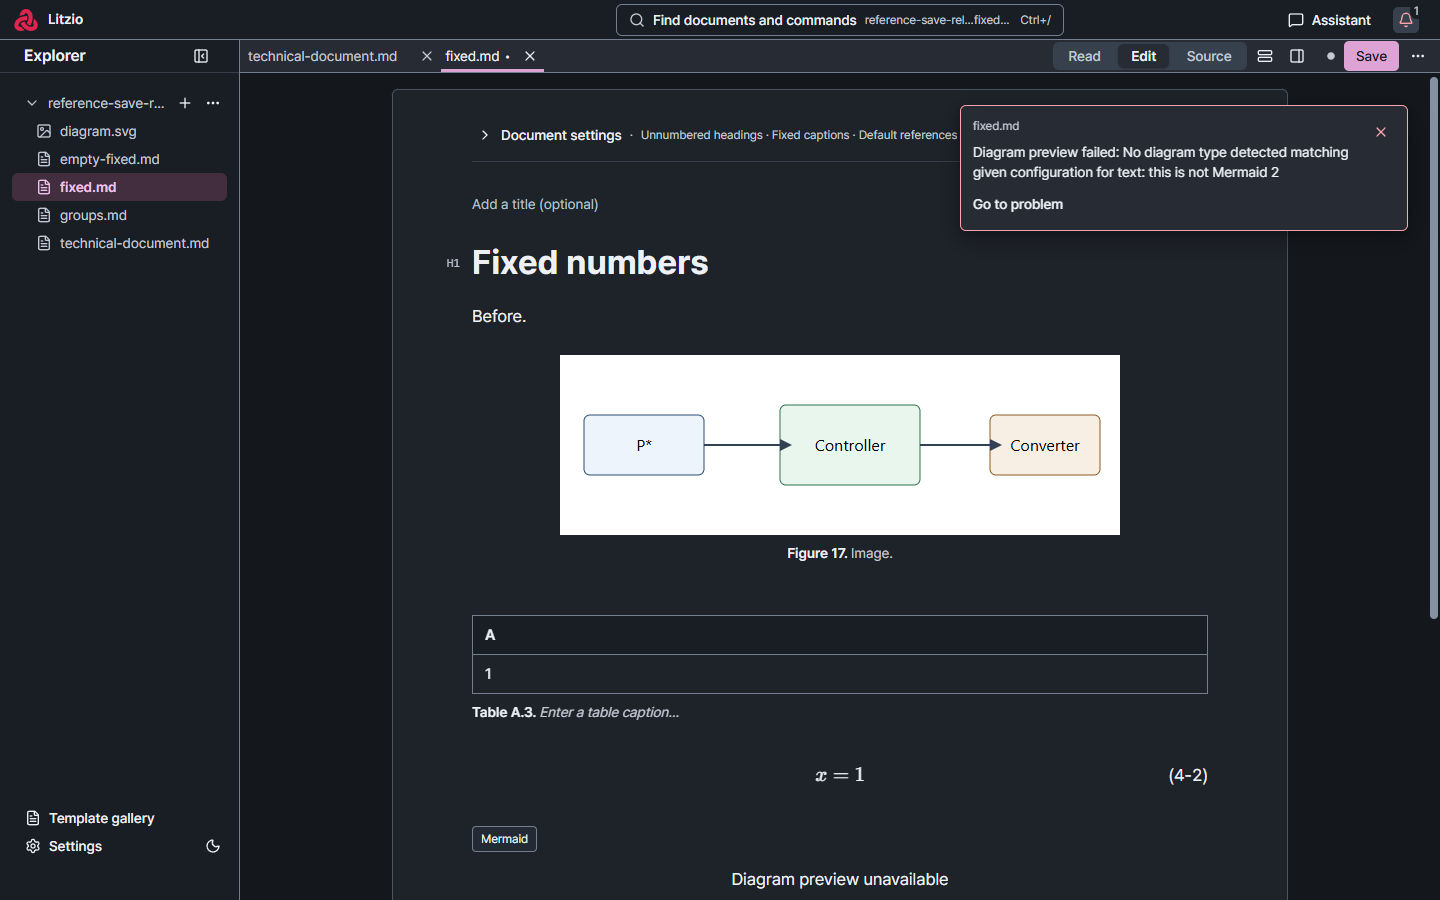 Litzio
Find documents and commands reference-save-rel...fixed... Ctrl+/
Assistant
1
Explorer
technical-document.md
fixed.md •
Read
Edit
Source
Save
reference-save-r...
diagram.svg
empty-fixed.md
fixed.md
groups.md
technical-document.md
Template gallery
Settings
Document settings · Unnumbered headings · Fixed captions · Default references
fixed.md
Diagram preview failed: No diagram type detected matching
given configuration for text: this is not Mermaid 2
Go to problem
Add a title (optional)
H1 Fixed numbers
Before.
P*
Controller
Converter
Figure 17. Image.
A
1
Table A.3. Enter a table caption...
x = 1 (4-2)
Mermaid
Diagram preview unavailable